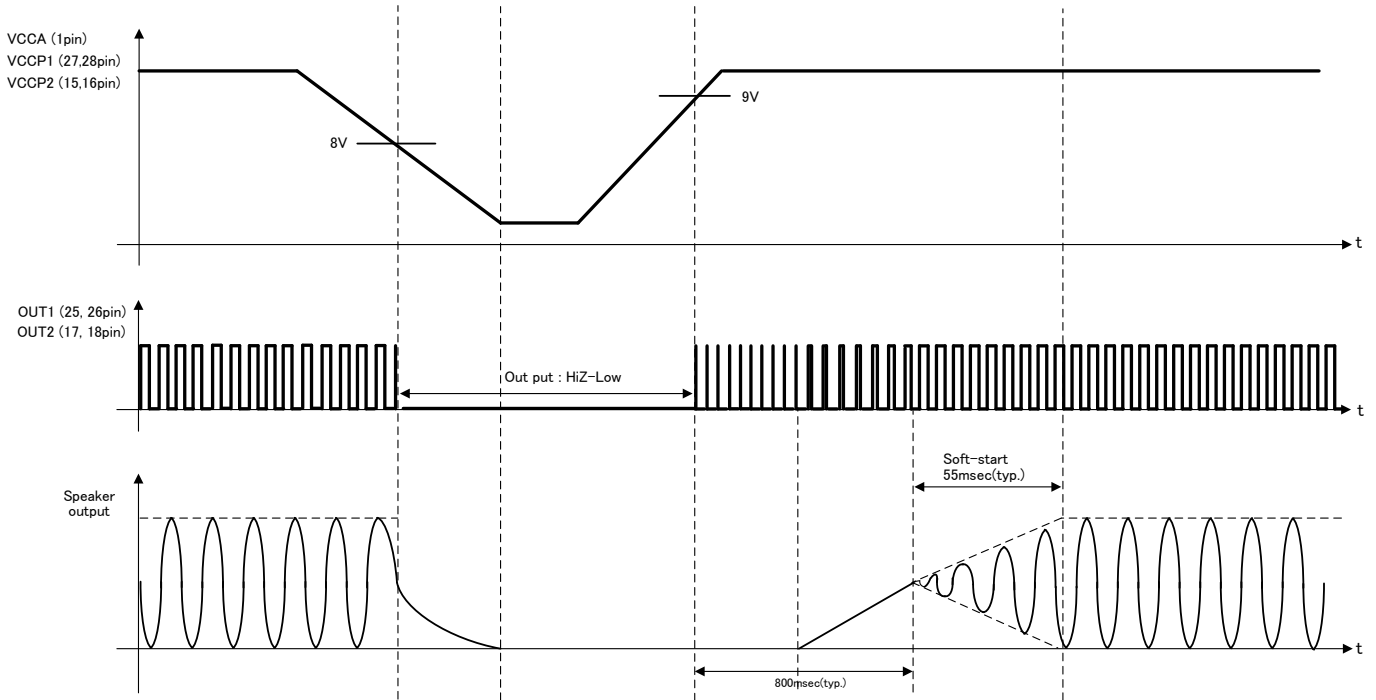 VCCA (1pin)
VCCP1 (27,28pin)
VCCP2 (15,16pin)
8V
9V
t
OUT1 (25, 26pin)
OUT2 (17, 18pin)
Out put : HiZ-Low
t
Soft-start
55msec(typ.)
Speaker
output
t
800msec(typ.)